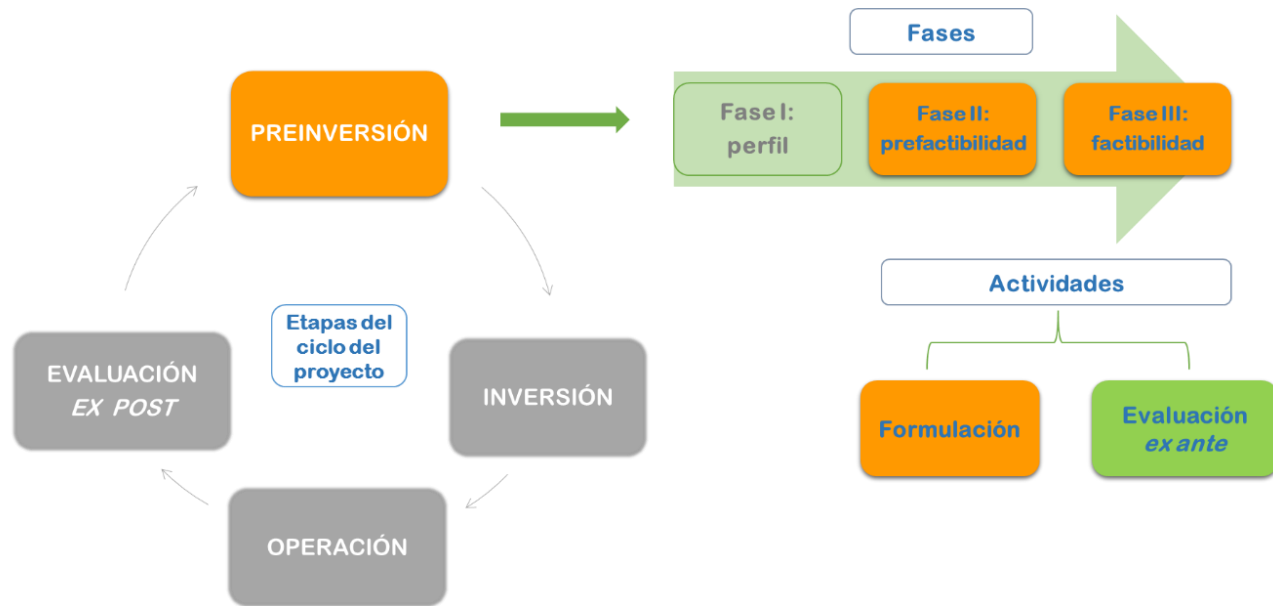 PREINVERSIÓN
Etapas del
ciclo del
proyecto
EVALUACIÓN
EX POST
INVERSIÓN
OPERACIÓN
Fases
Fase I:
perfil
Fase II:
prefactibilidad
Fase III:
factibilidad
Actividades
Formulación
Evaluación
ex ante